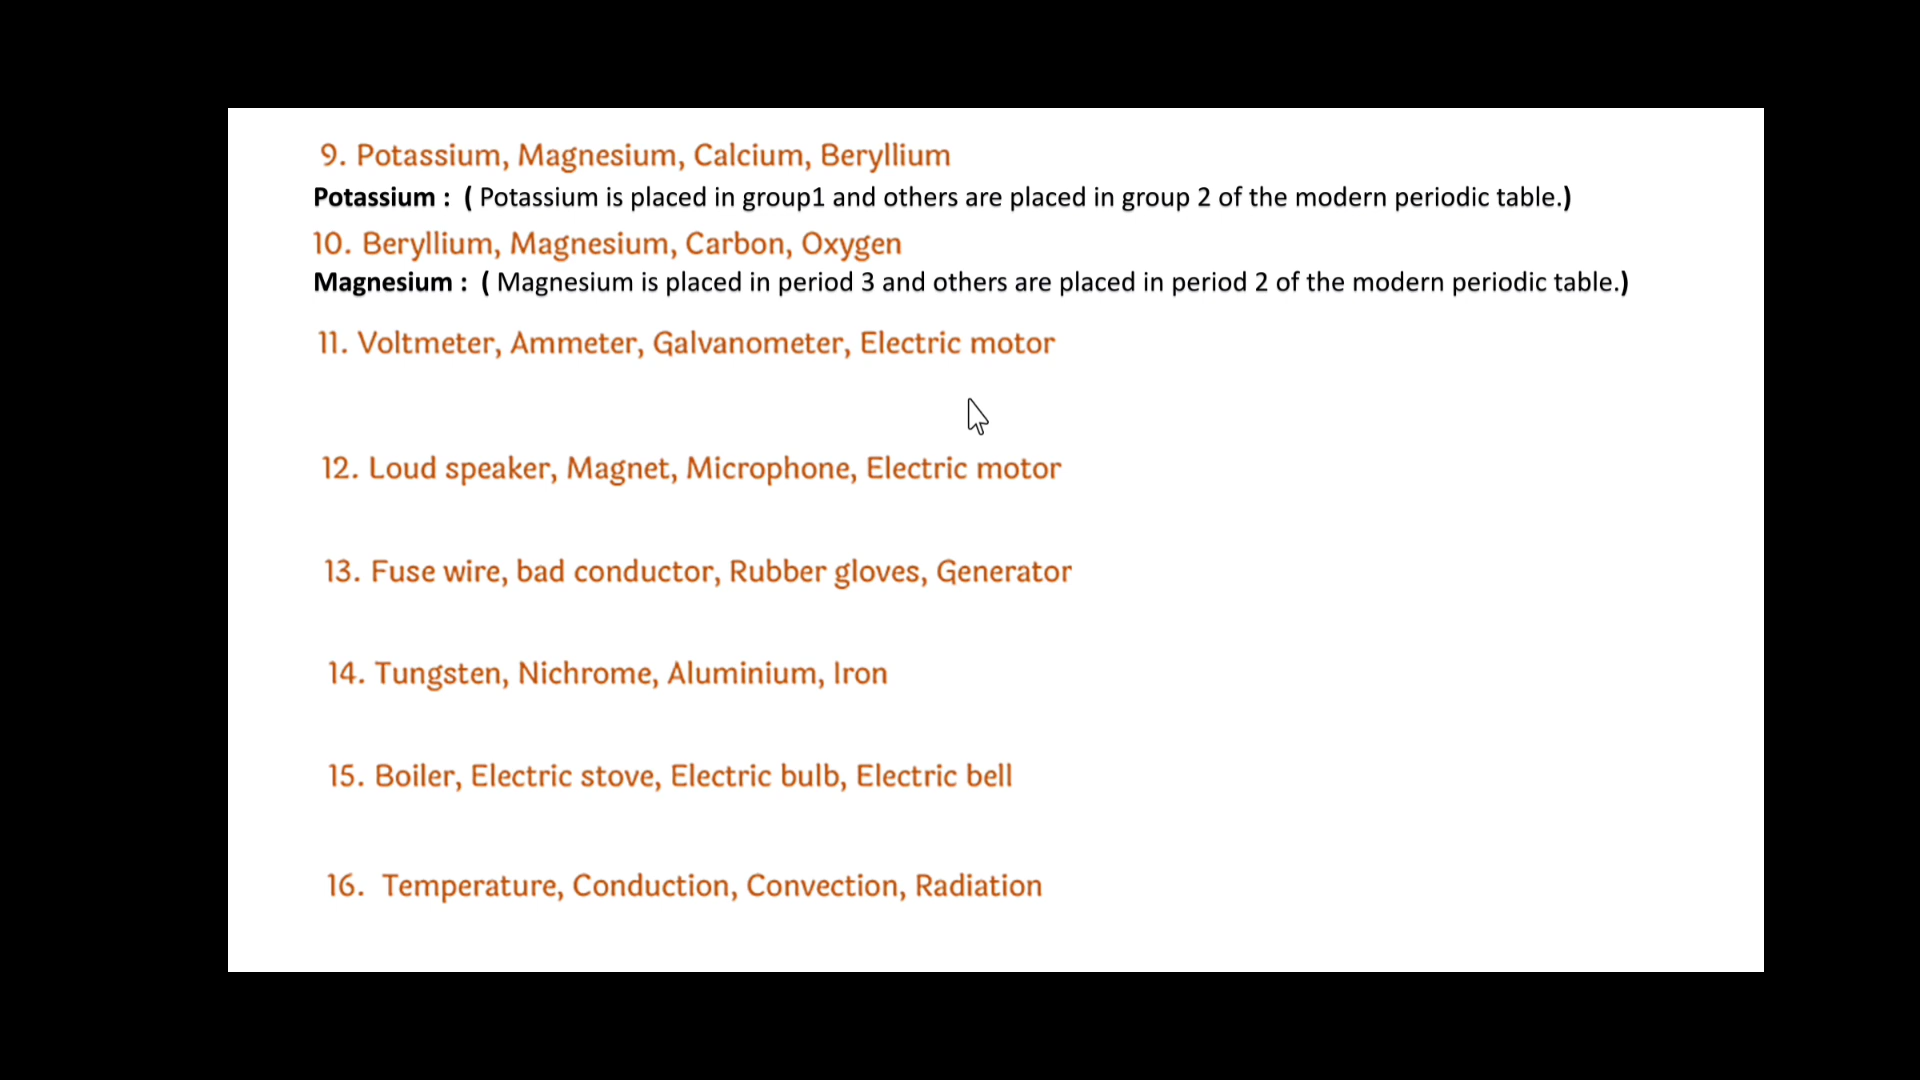 9. Potassium, Magnesium, Calcium, Beryllium
Potassium : ( Potassium is placed in group1 and others are placed in group 2 of the modern periodic table.)
10. Beryllium, Magnesium, Carbon, Oxygen
Magnesium : ( Magnesium is placed in period 3 and others are placed in period 2 of the modern periodic table.)
11. Voltmeter, Ammeter, Galvanometer, Electric motor
12. Loud speaker, Magnet, Microphone, Electric motor
13. Fuse wire, bad conductor, Rubber gloves, Generator
14. Tungsten, Nichrome, Aluminium, Iron
15. Boiler, Electric stove, Electric bulb, Electric bell
16. Temperature, Conduction, Convection, Radiation